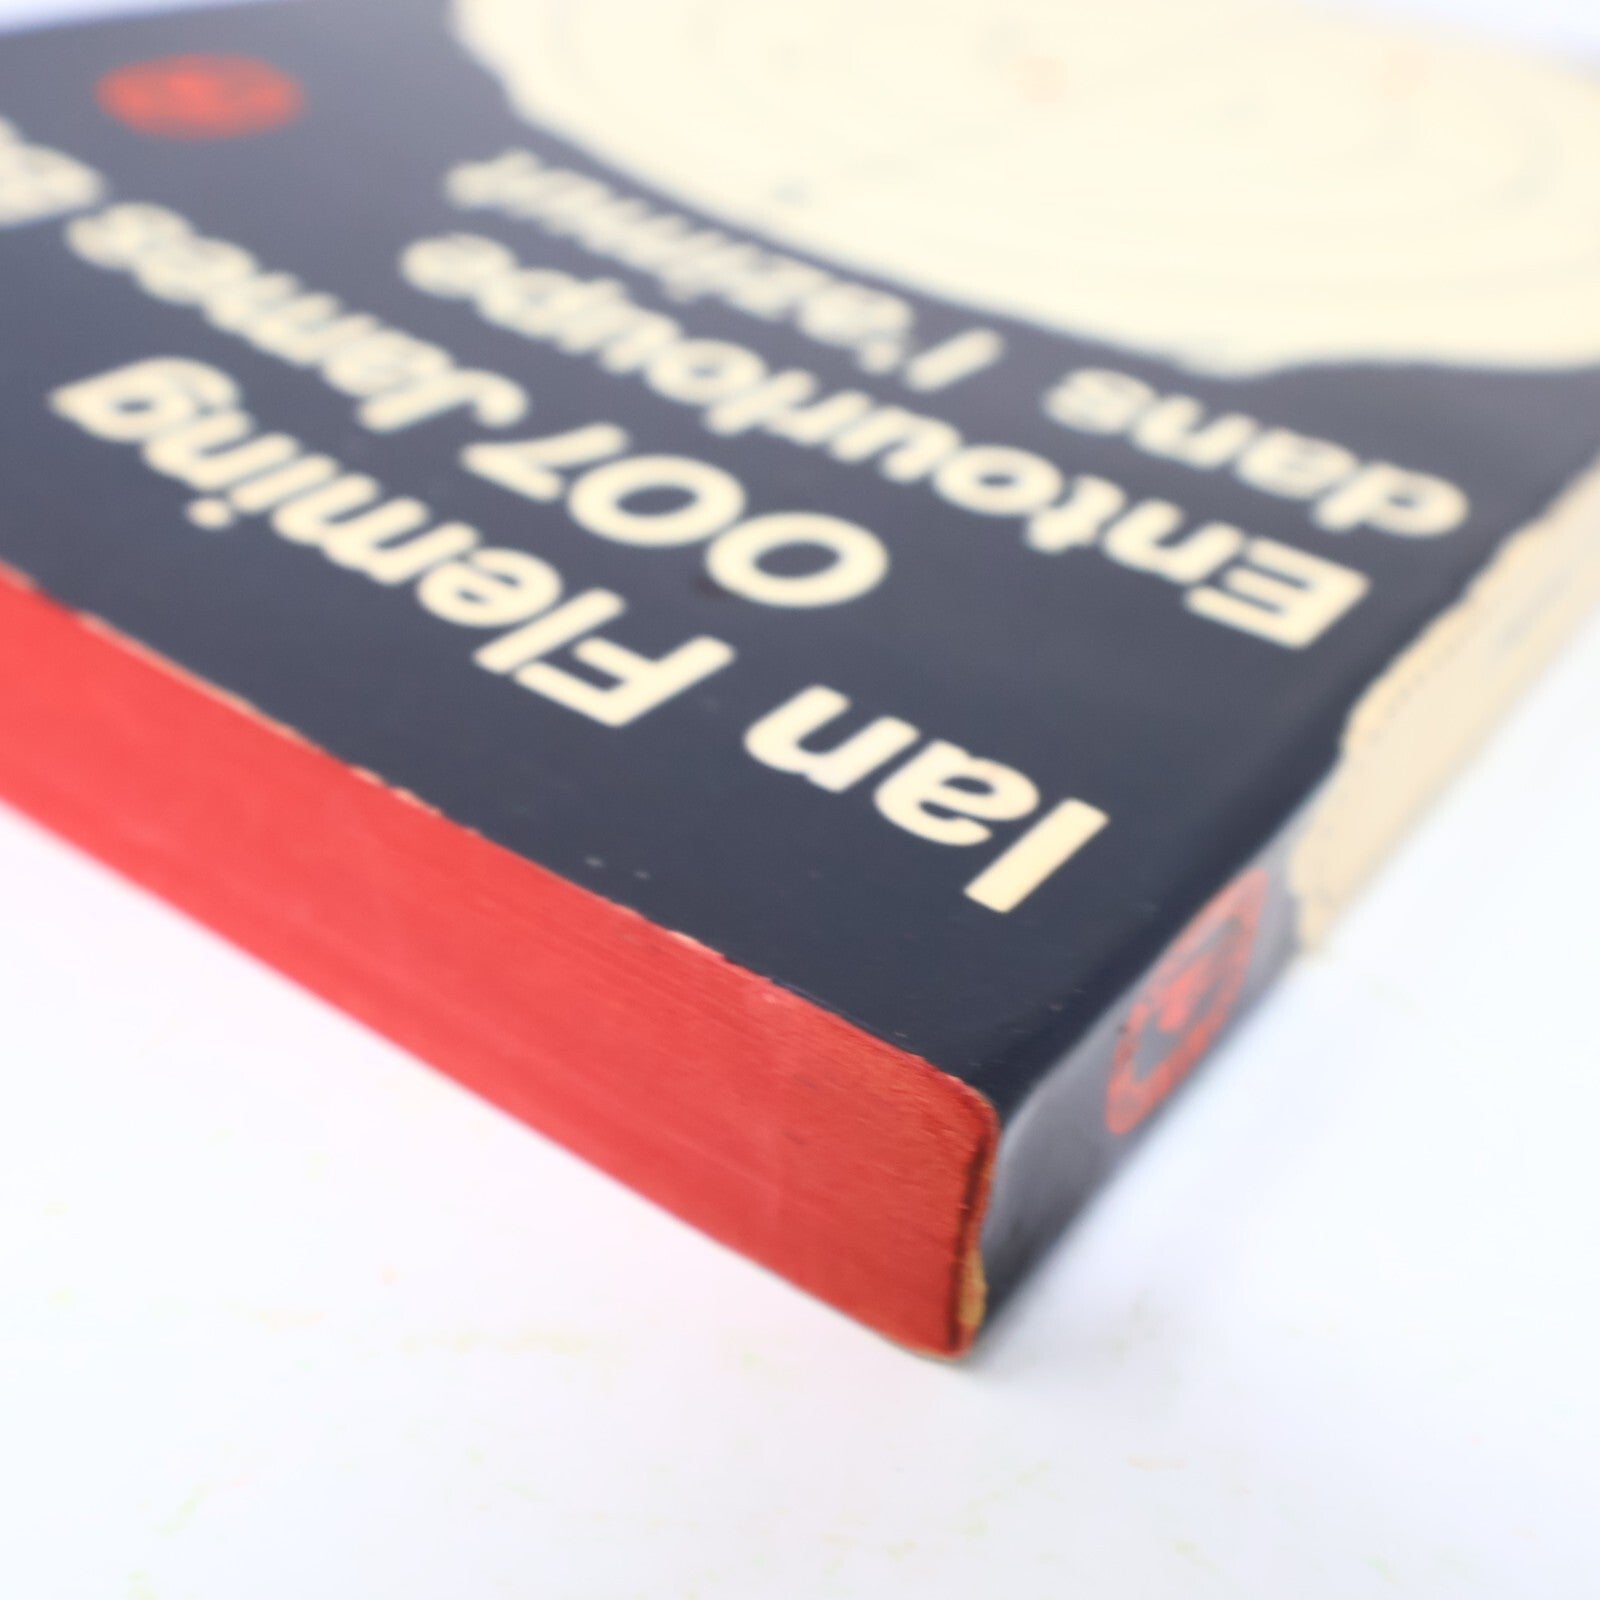 Ian Fleming
007 James B
Entourloupe
dans l'azimut